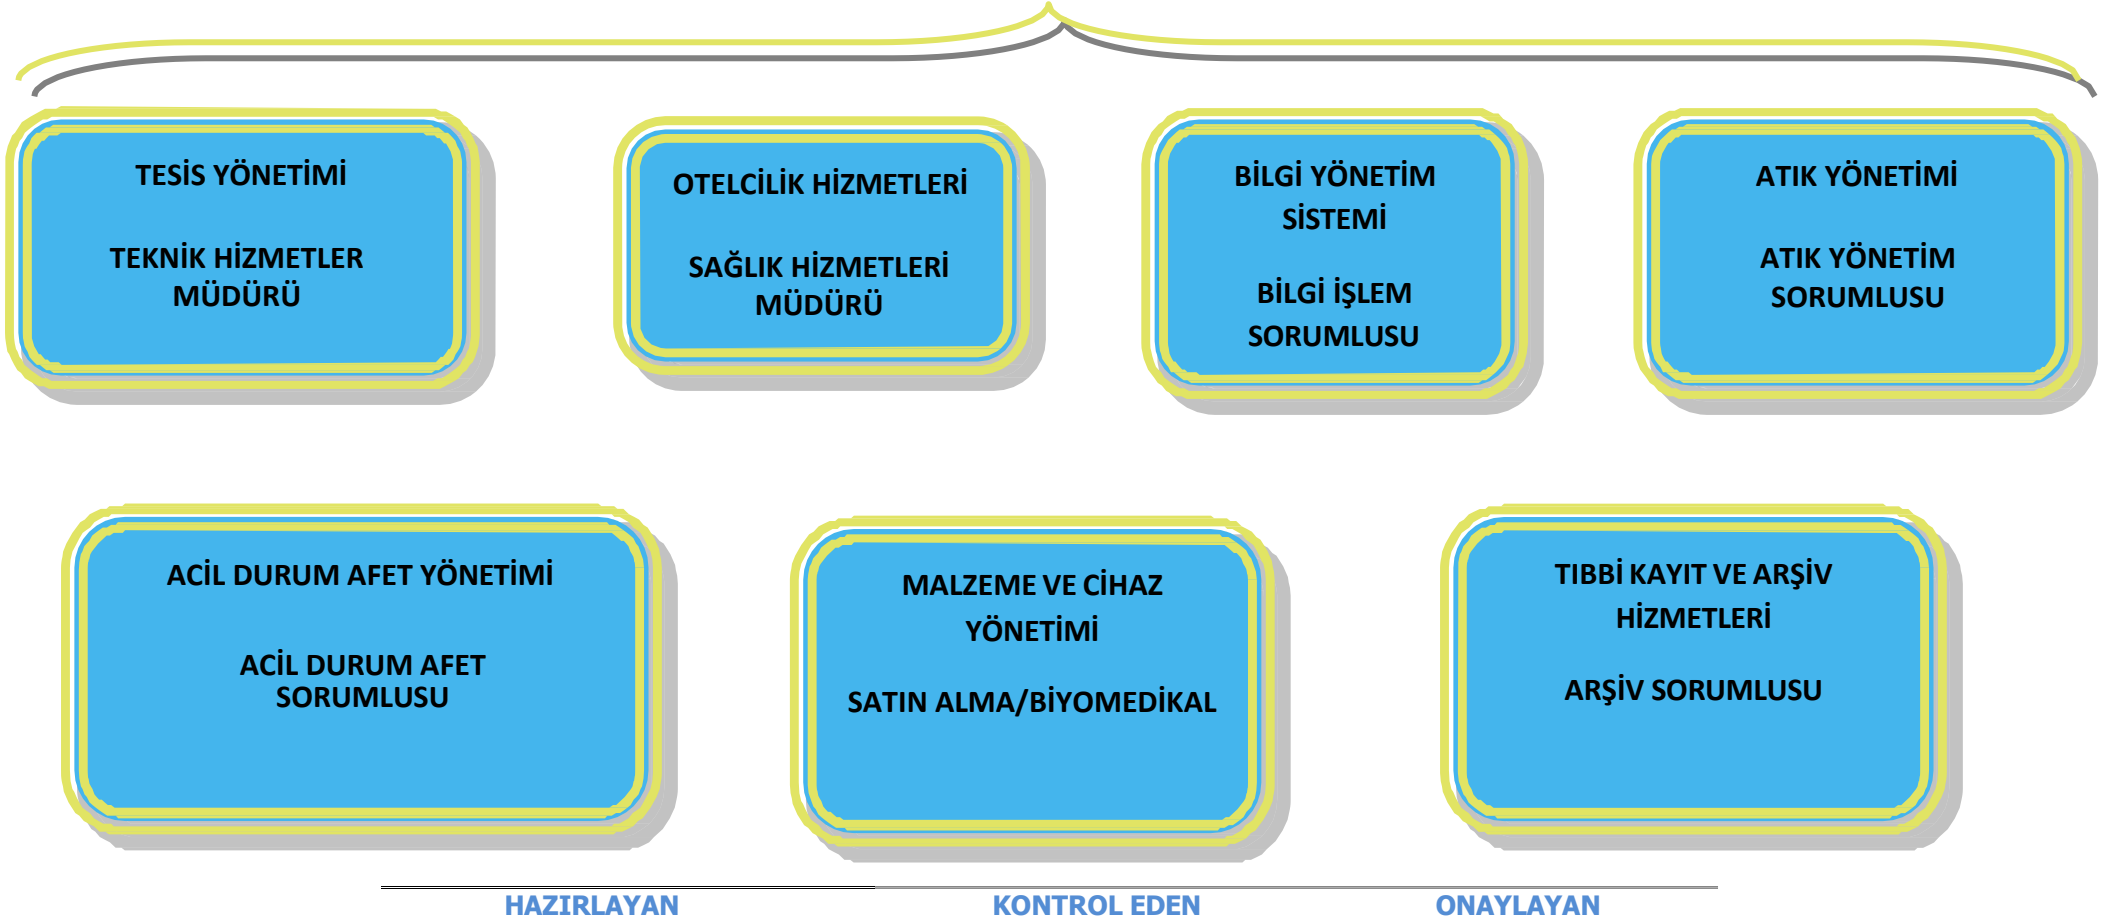 TESİS YÖNETİMİ
TEKNİK HİZMETLER
MÜDÜRÜ
OTELCİLİK HİZMETLERİ
SAĞLIK HİZMETLERİ
MÜDÜRÜ
BİLGİ YÖNETİM
SİSTEMİ
BİLGİ İŞLEM
SORUMLUSU
ATIK YÖNETİMİ
ATIK YÖNETİM
SORUMLUSU
ACİL DURUM AFET YÖNETİMİ
ACİL DURUM AFET
SORUMLUSU
MALZEME VE CİHAZ
YÖNETİMİ
SATIN ALMA/BİYOMEDİKAL
TIBBİ KAYIT VE ARŞİV
HİZMETLERİ
ARŞİV SORUMLUSU
HAZIRLAYAN KONTROL EDEN ONAYLAYAN